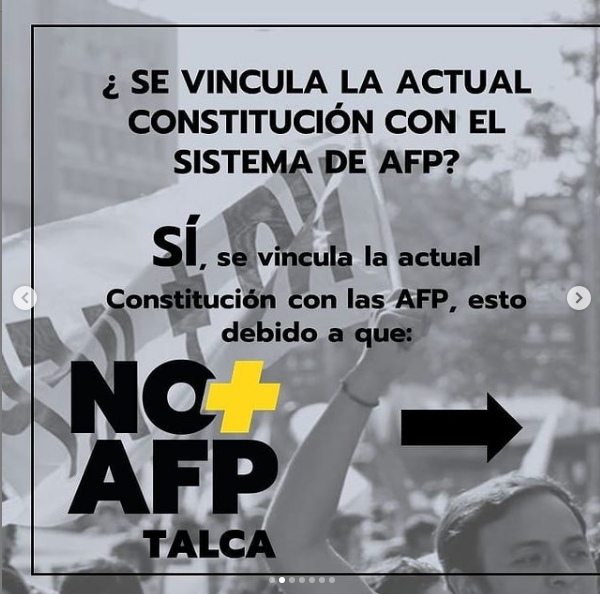 ¿ SE VINCULA LA ACTUAL
CONSTITUCIÓN CON EL
SISTEMA DE AFP?
SÍ, se vincula la actual
Constitución con las AFP, esto
debido a que:
NO+
AFP
TALCA